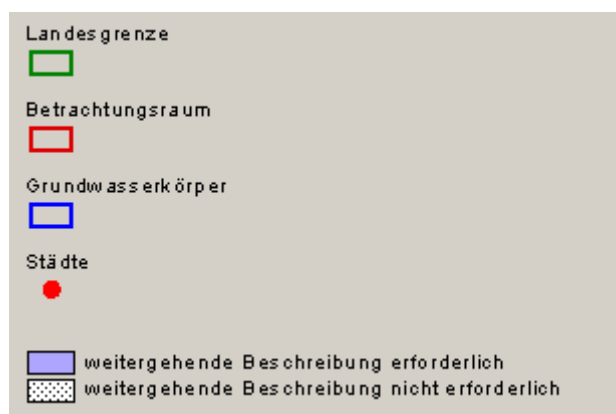 Landesgrenze
Betrachtungsraum
Grundwasserkörper
Städte
weitergehende Beschreibung erforderlich
weitergehende Beschreibung nicht erforderlich